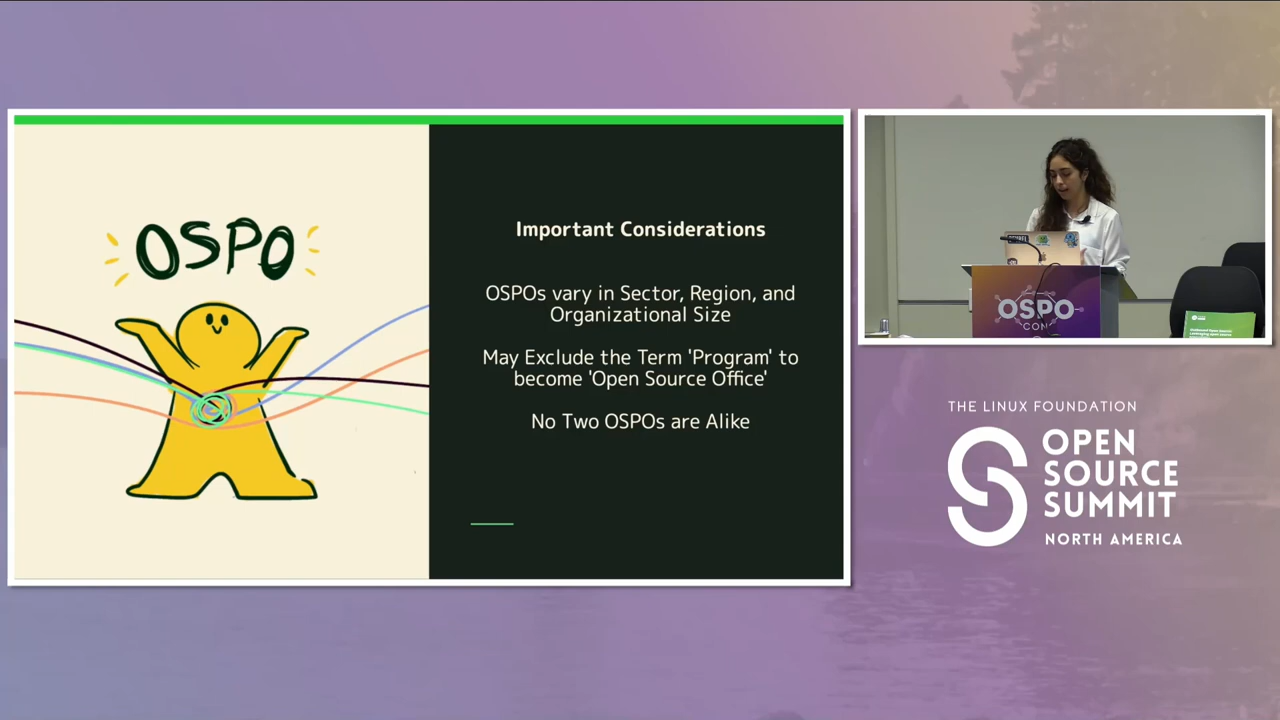 OSPO
Important Considerations
OSPOs vary in Sector, Region, and
Organizational Size
May Exclude the Term 'Program' to
become 'Open Source Office'
No Two OSPOs are Alike
OSPO
CON
THE LINUX FOUNDATION
OPEN
SOURCE
SUMMIT
NORTH AMERICA